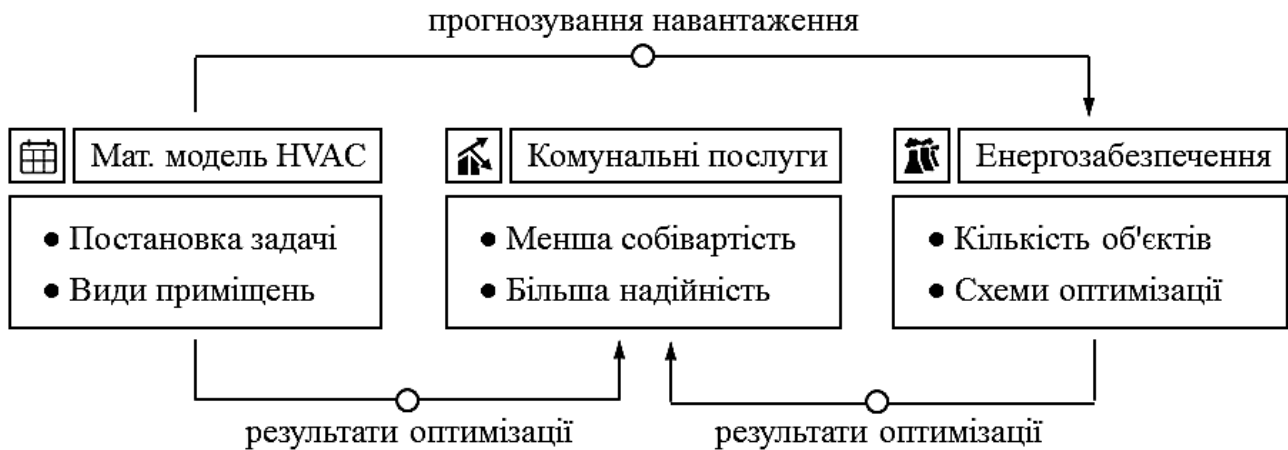 прогнозування навантаження
Мат. модель HVAC
Комунальні послуги
Енергозабезпечення
● Постановка задачі
● Види приміщень
● Менша собівартість
● Більша надійність
● Кількість об'єктів
● Схеми оптимізації
результати оптимізації
результати оптимізації